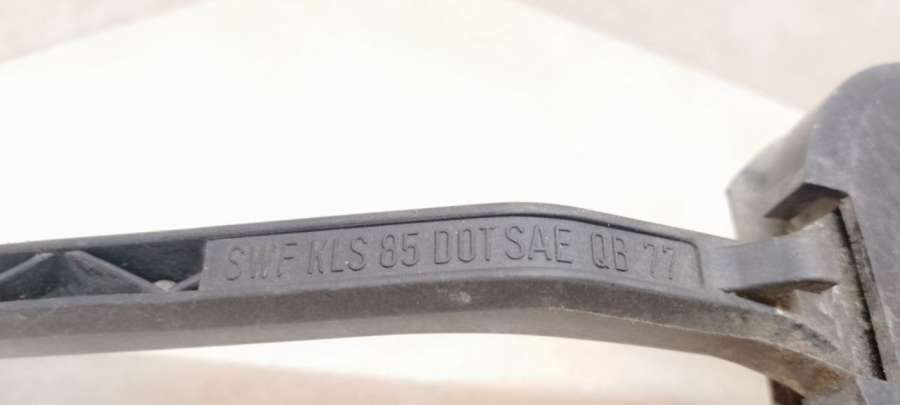 SWF KLS 85 DOT SAE QB 77